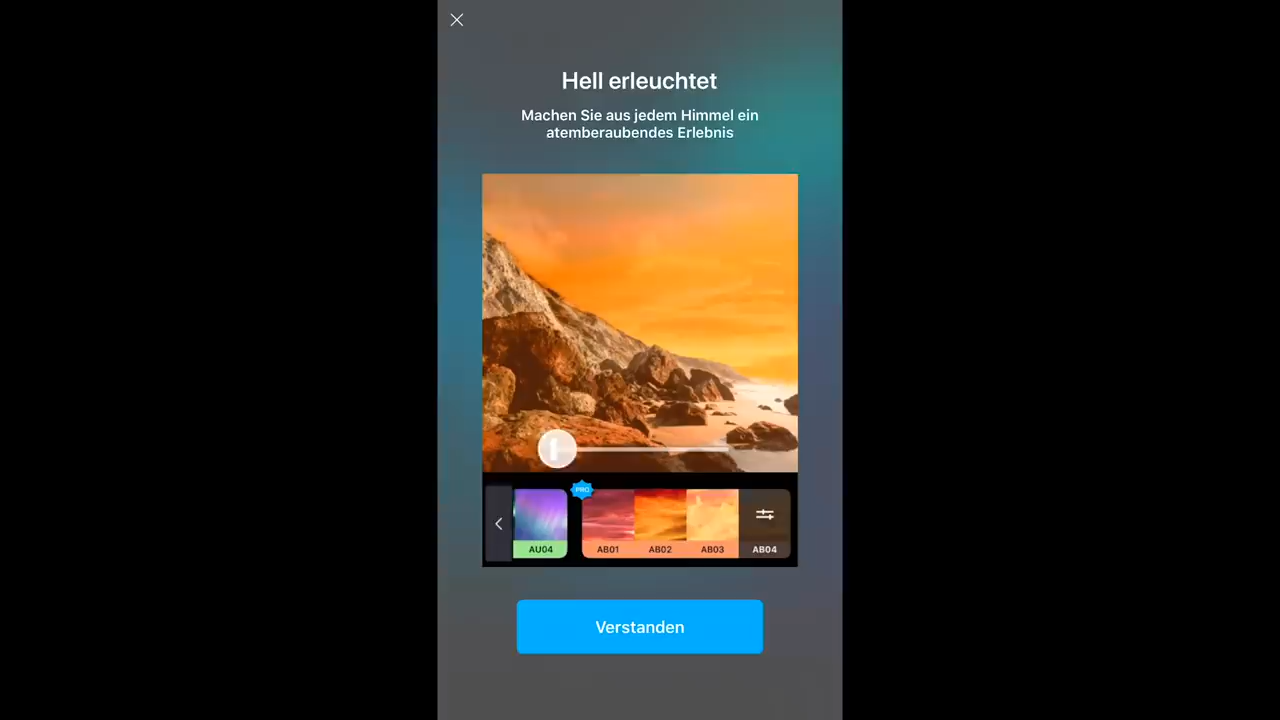 Hell erleuchtet
Machen Sie aus jedem Himmel ein
atemberaubendes Erlebnis
PRO
AU04
AB01
AB02
AB03
AB04
Verstanden